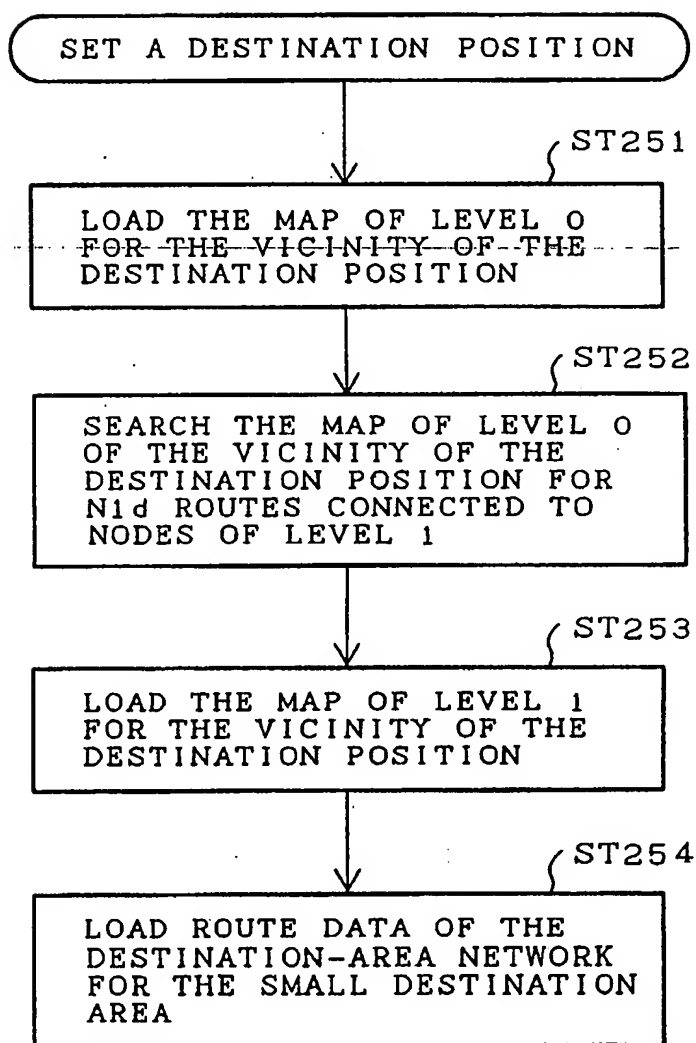 SET A DESTINATION POSITION
ST251
LOAD THE MAP OF LEVEL 0
FOR THE VICINITY OF THE
DESTINATION POSITION
ST252
SEARCH THE MAP OF LEVEL 0
OF THE VICINITY OF THE
DESTINATION POSITION FOR
N1d ROUTES CONNECTED TO
NODES OF LEVEL 1
ST253
LOAD THE MAP OF LEVEL 1
FOR THE VICINITY OF THE
DESTINATION POSITION
ST254
LOAD ROUTE DATA OF THE
DESTINATION-AREA NETWORK
FOR THE SMALL DESTINATION
AREA